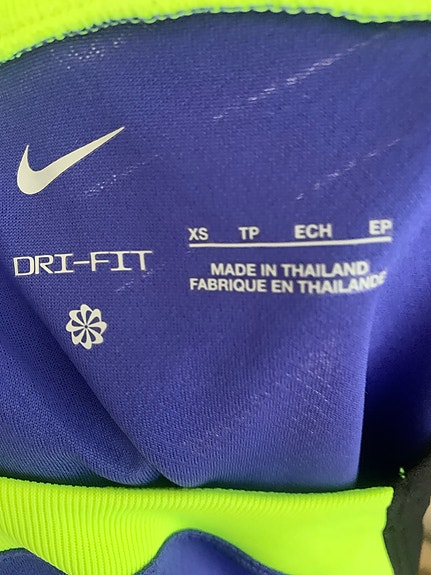 DRI-FIT
XS TP ECH EP
MADE IN THAILAND
FABRIQUE EN THAILANDE